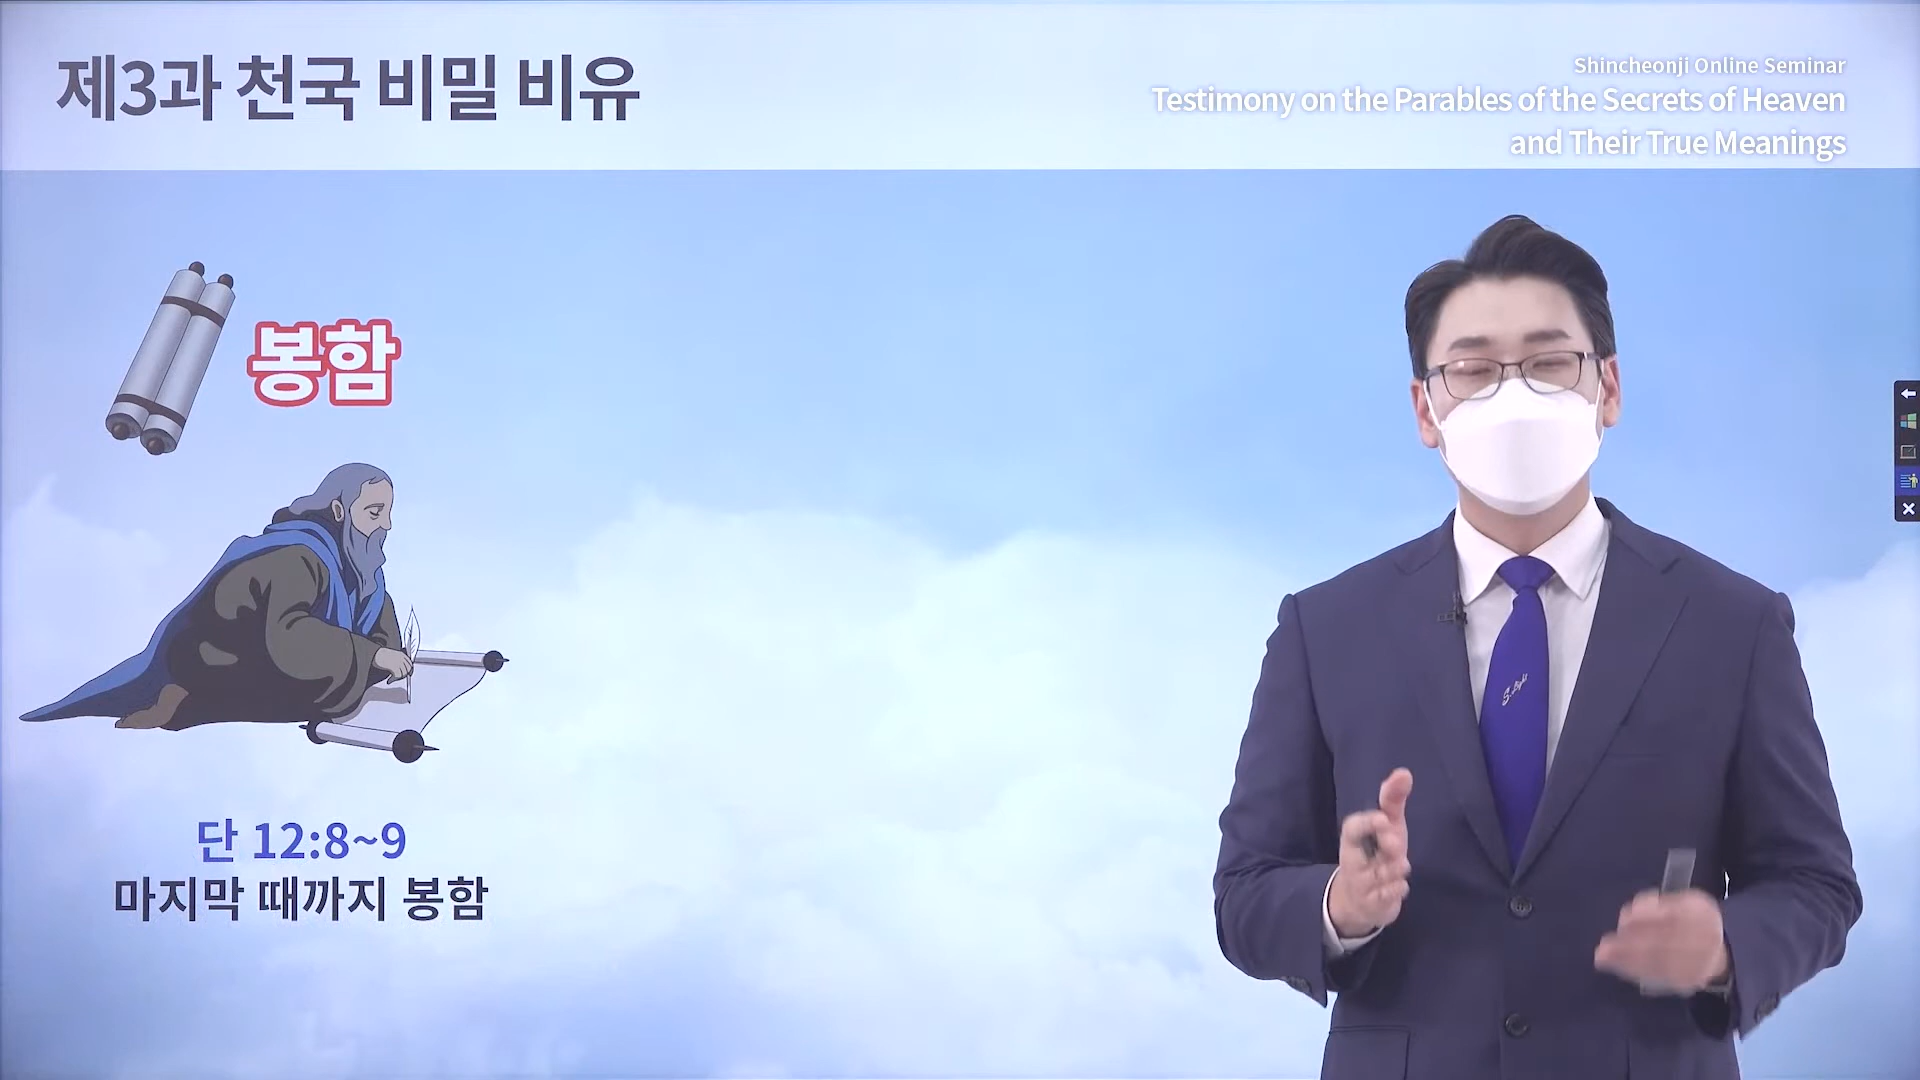 제3과 천국 비밀 비유
Shincheonji Online Seminar
Testimony on the Parables of the Secrets of Heaven
and Their True Meanings
봉함
단 12:8~9
마지막 때까지 봉함